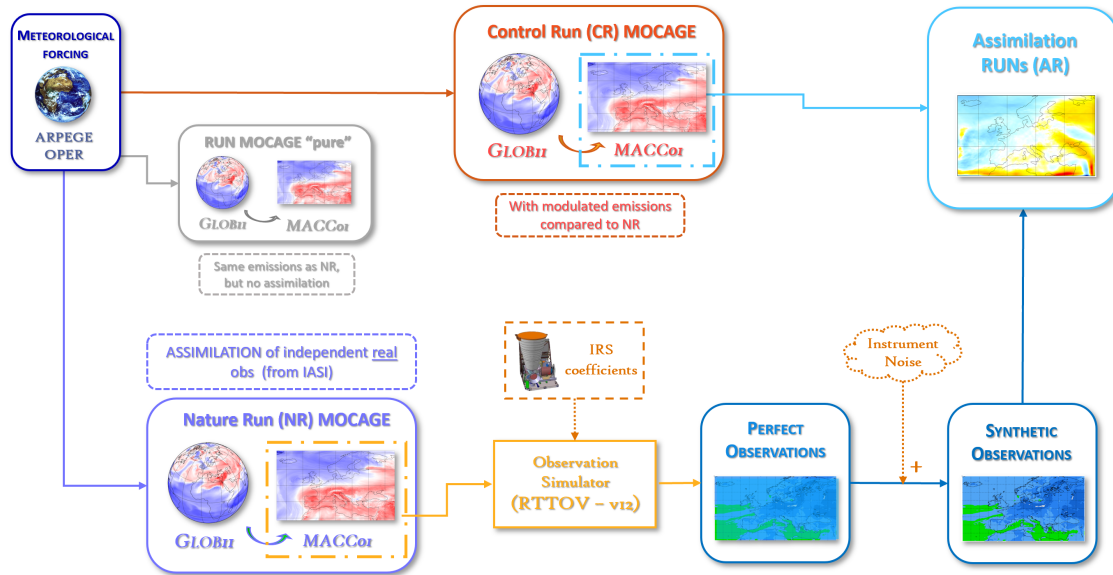 METEOROLOGICAL
FORCING
ARPEGE
OPER
RUN MOCAGE “pure”
GLOB11
MACC01
Same emissions as NR,
but no assimilation
Control Run (CR) MOCAGE
GLOB11
MACC01
With modulated emissions
compared to NR
Assimilation
RUNs (AR)
ASSIMILATION of independent real
obs (from IASI)
Nature Run (NR) MOCAGE
GLOB11
MACC01
IRS
coefficients
Observation
Simulator
(RTTOV – v12)
PERFECT
OBSERVATIONS
Instrument
Noise
+
SYNTHETIC
OBSERVATIONS